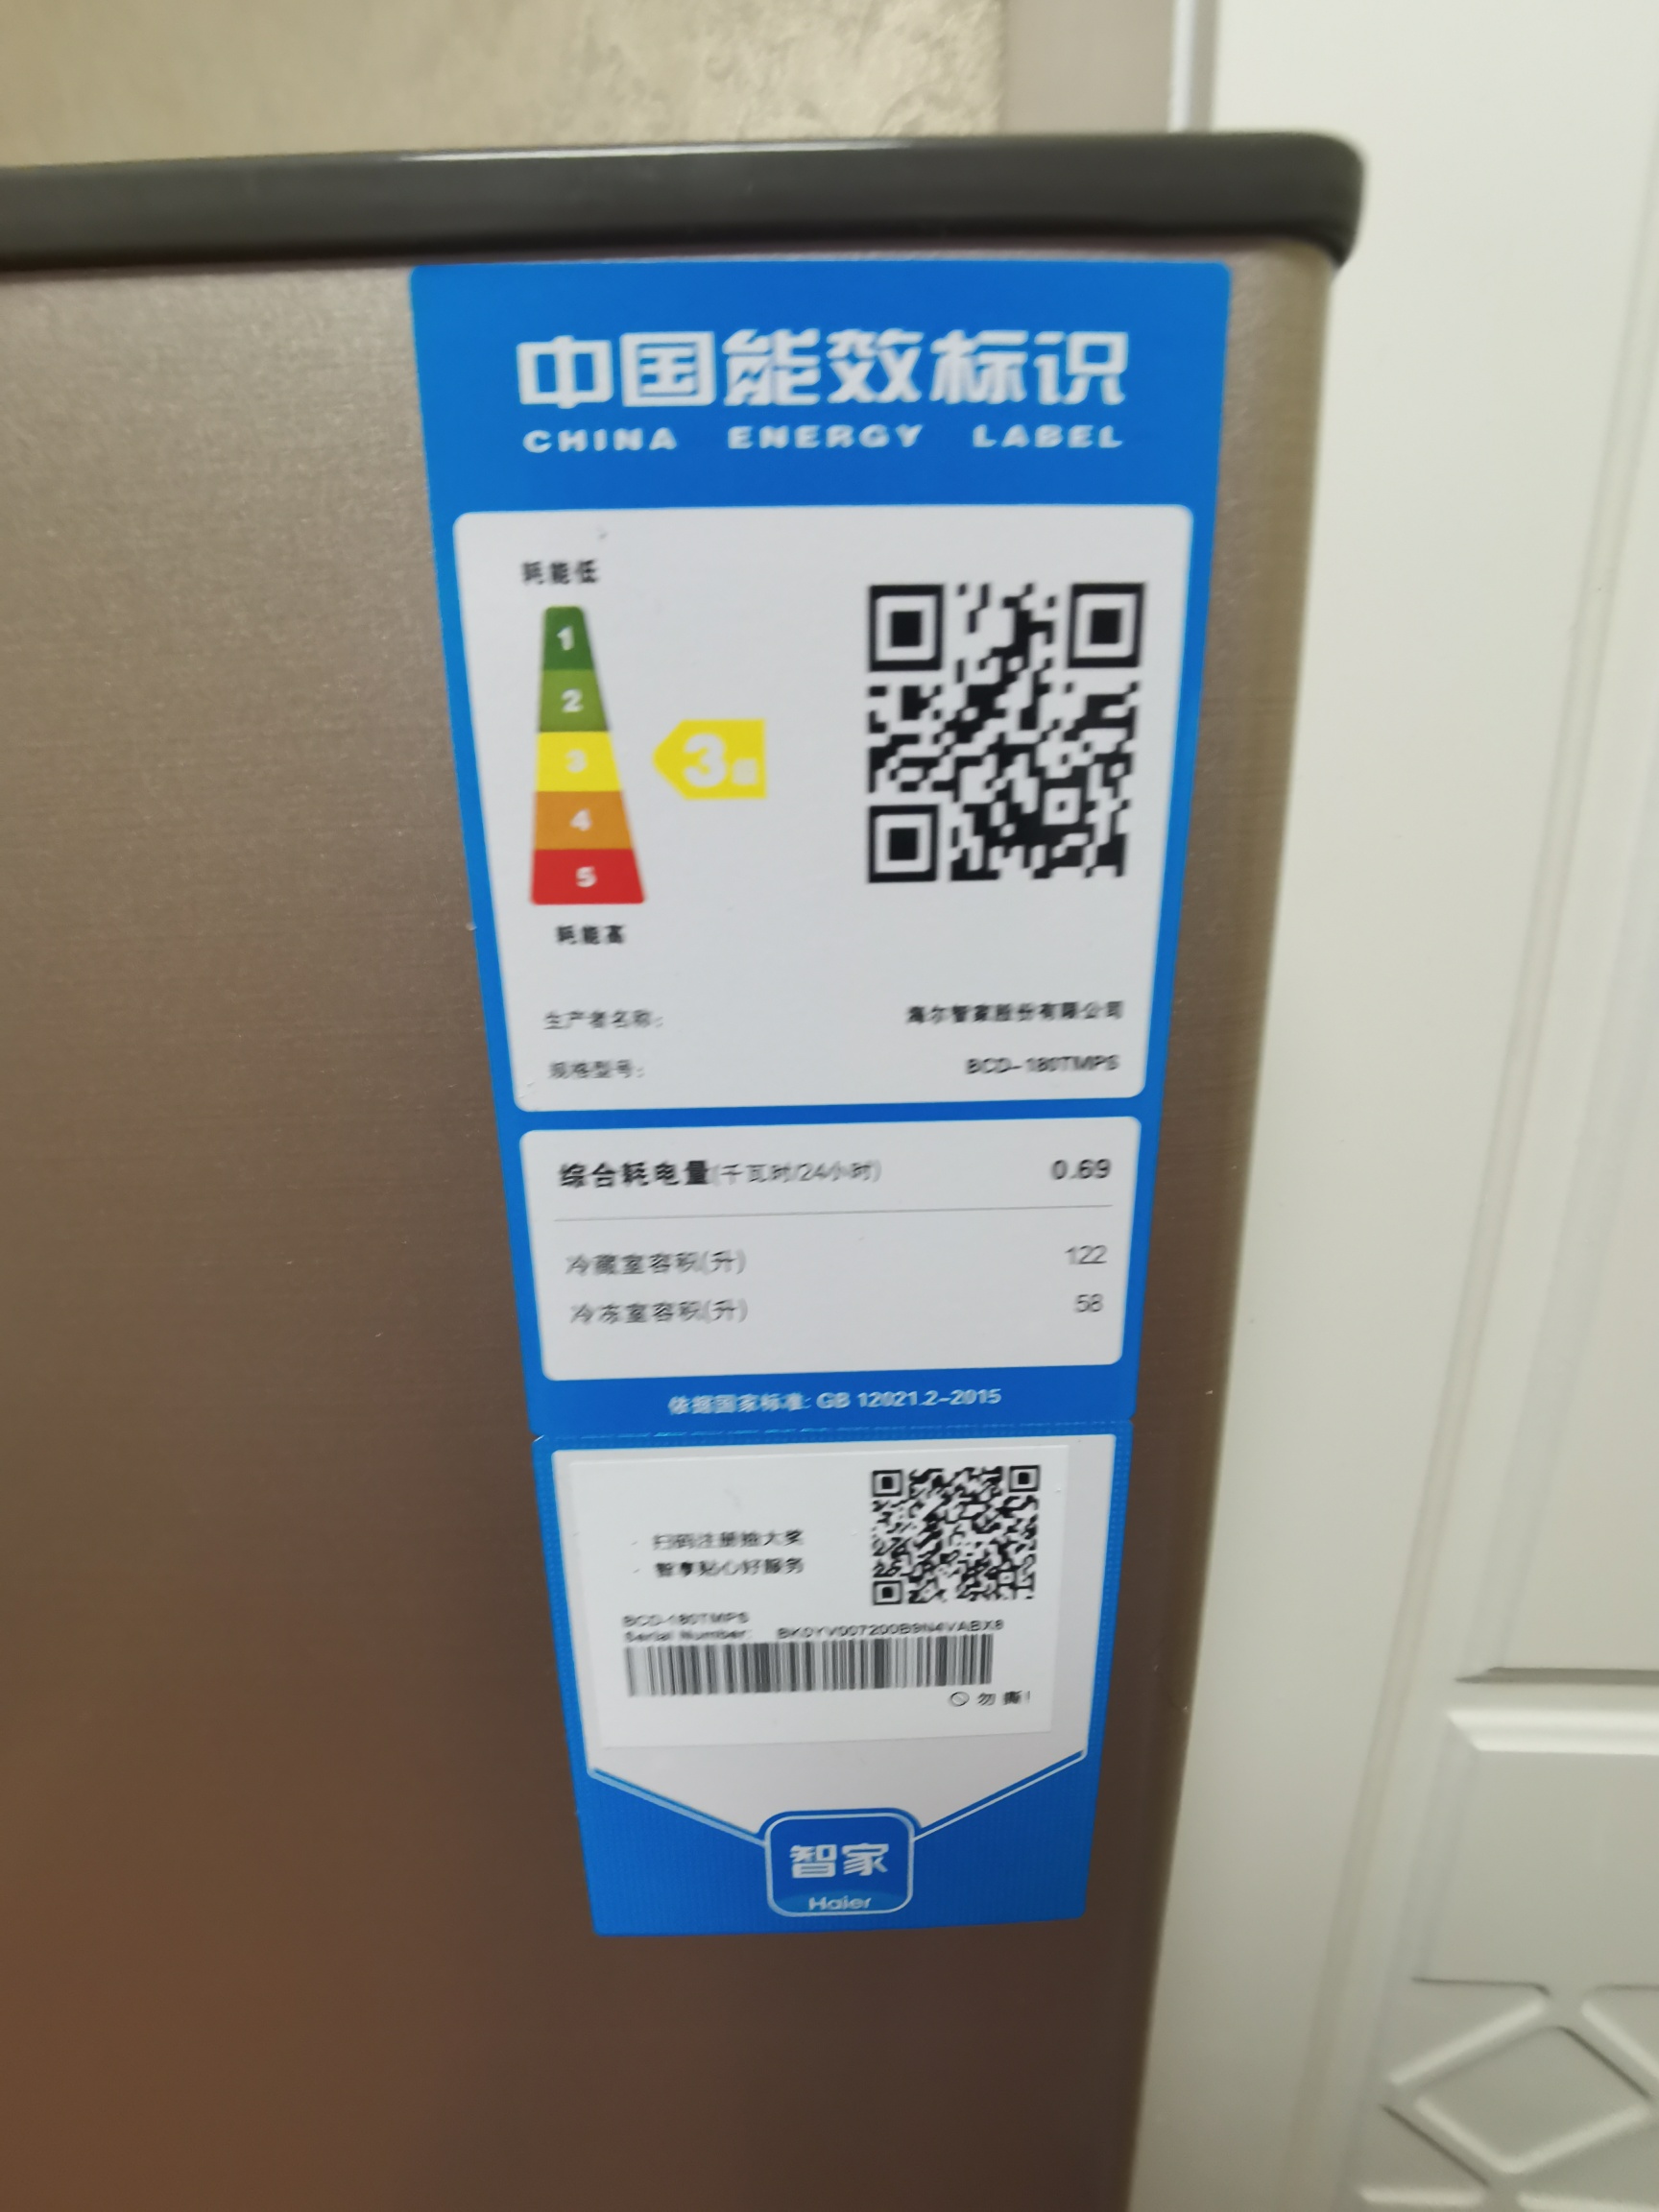 中国能效标识
CHINA ENERGY LABEL
耗能低
1
2
3
4
5
3级
耗能高
生产者名称: 海尔智家股份有限公司
规格型号: BCD-180TMPS
综合耗电量(千瓦时/24小时) 0.69
冷藏室容积(升) 122
冷冻室容积(升) 58
依据国家标准: GB 12021.2-2015
· 扫码注册抽大奖
· 智享贴心好服务
BCD-180TMPS
Serial Number: BK0YV007200B9N4VABX8
勿撕!
智家
Haier